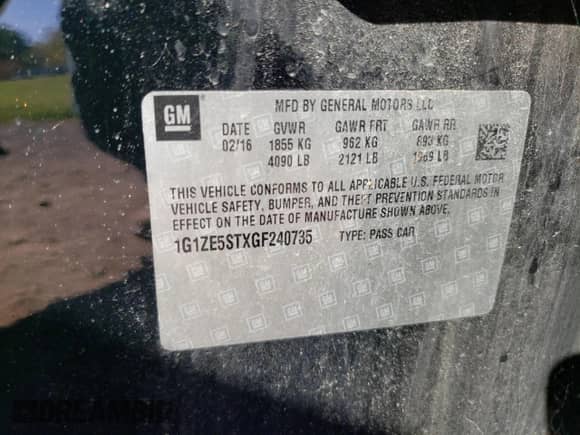 GM
MFD BY GENERAL MOTORS LLC
DATE GVWR GAWR FRT GAWR RR
02/16 1855 KG 962 KG 893 KG
4090 LB 2121 LB 1969 LB
THIS VEHICLE CONFORMS TO ALL APPLICABLE U.S. FEDERAL MOTOR
VEHICLE SAFETY, BUMPER, AND THEFT PREVENTION STANDARDS IN
EFFECT ON THE DATE OF MANUFACTURE SHOWN ABOVE.
1G1ZE5STXGF240735 TYPE: PASS CAR